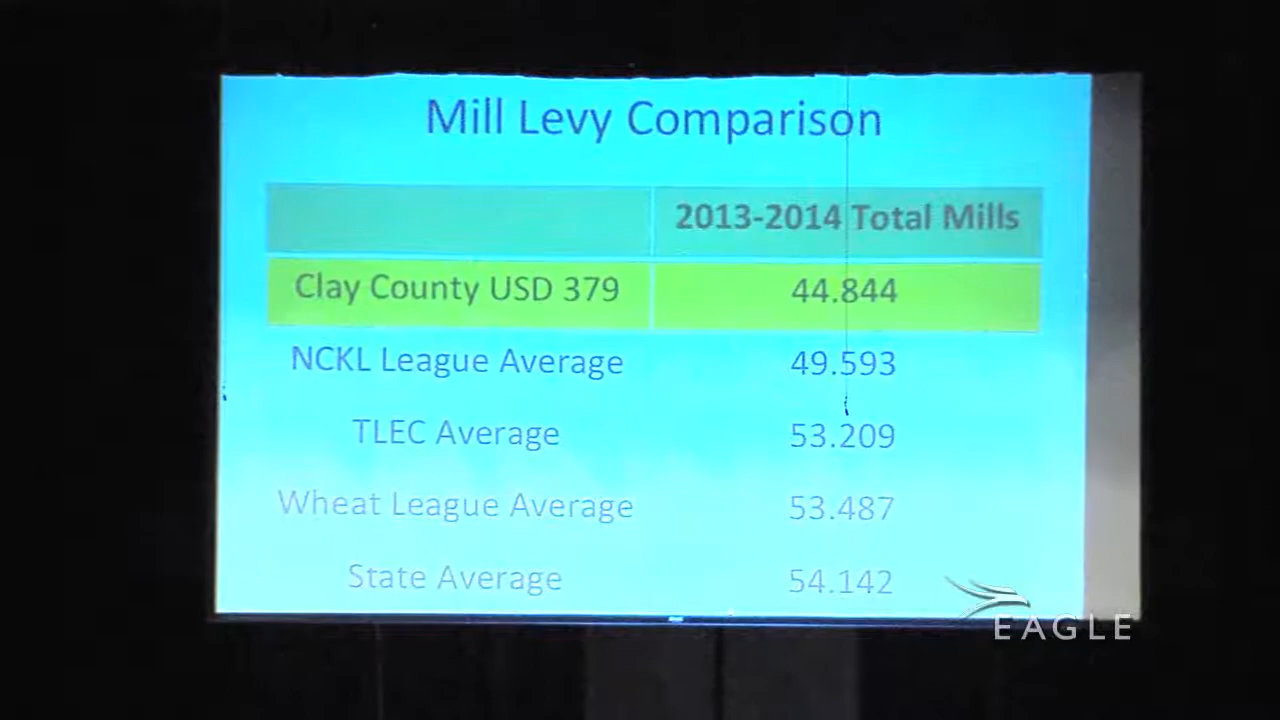 Mill Levy Comparison
2013-2014 Total Mills
Clay County USD 379 44.844
NCKL League Average 49.593
TLEC Average 53.209
Wheat League Average 53.487
State Average 54.142
EAGLE